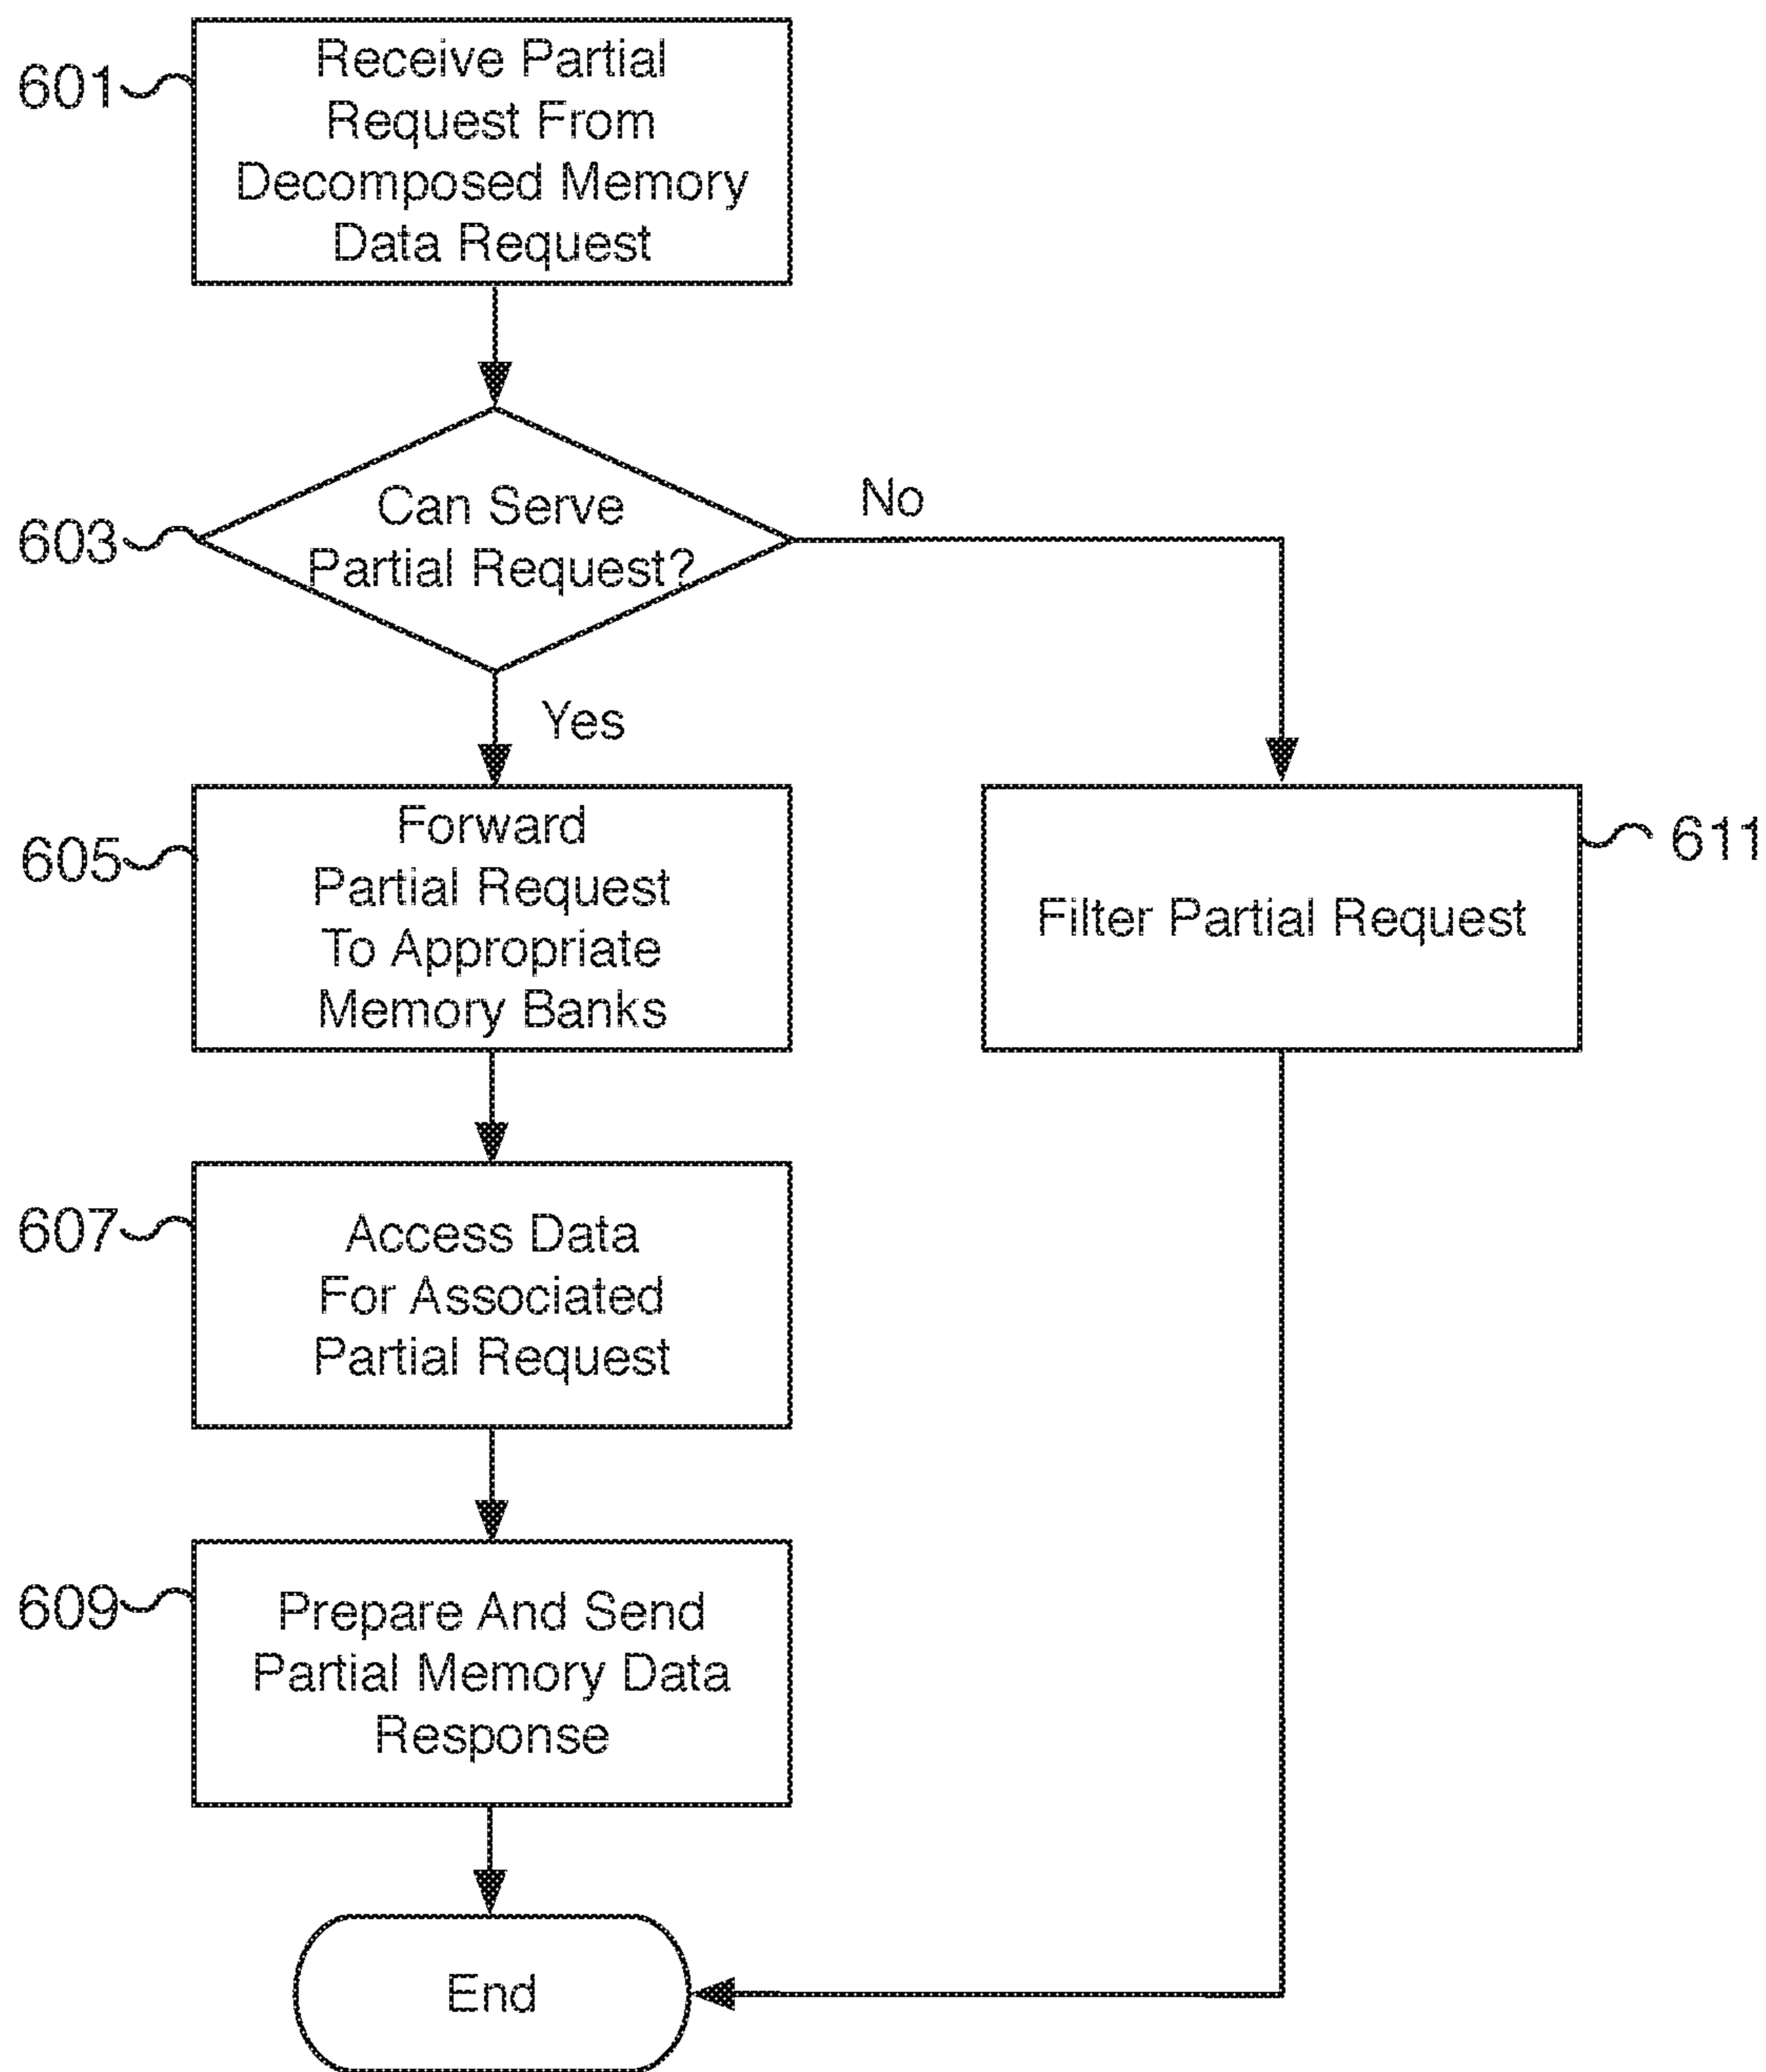 601
Receive Partial
Request From
Decomposed Memory
Data Request
603
Can Serve
Partial Request?
No
Yes
605
Forward
Partial Request
To Appropriate
Memory Banks
Filter Partial Request
611
607
Access Data
For Associated
Partial Request
609
Prepare And Send
Partial Memory Data
Response
End